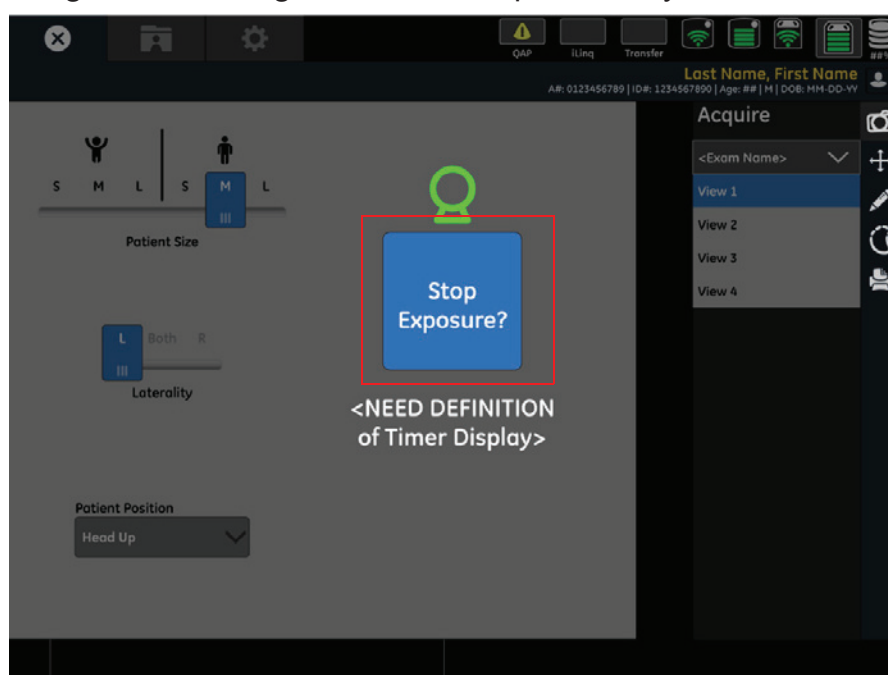 QAP iLinq Transfer
Last Name, First Name
A#: 0123456789 | ID#: 1234567890 | Age: ## | M | DOB: MM-DD-YY
Acquire
<Exam Name>
View 1
View 2
View 3
View 4
S M L S M L
Patient Size
L Both R
Laterality
Patient Position
Head Up
Stop
Exposure?
<NEED DEFINITION
of Timer Display>